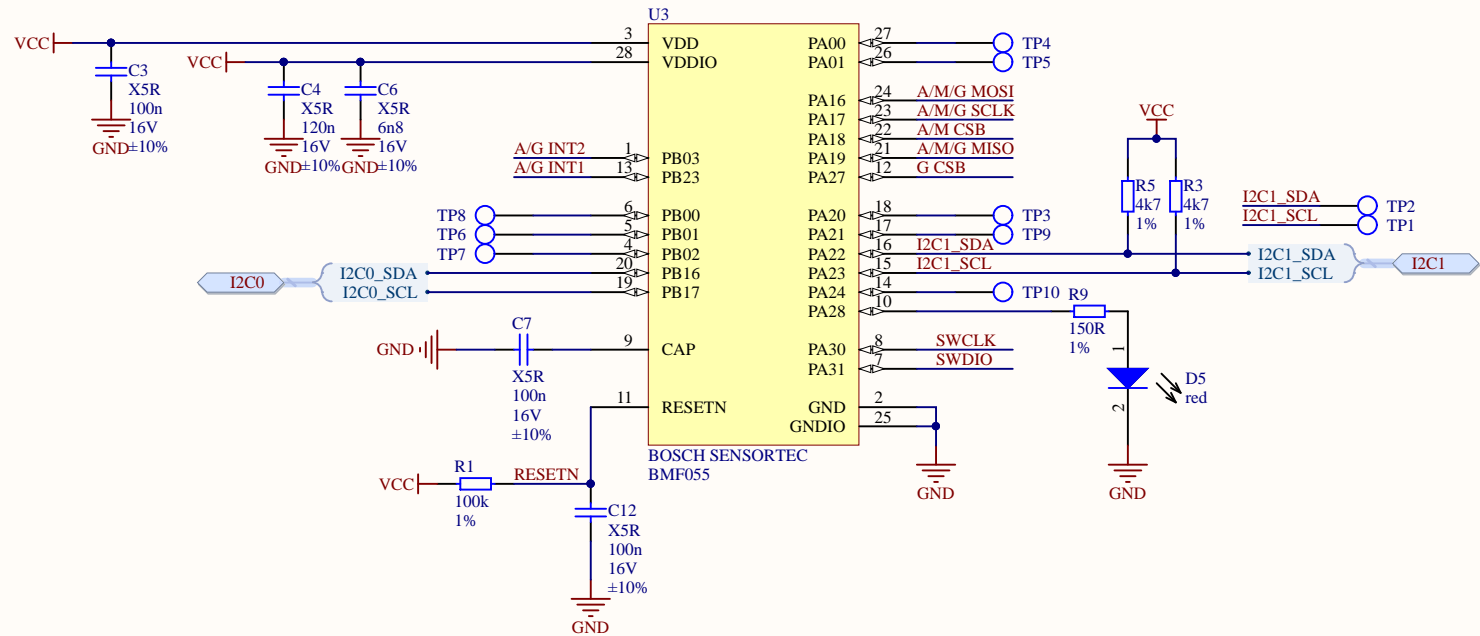 U3
VCC
3
VDD
VCC
28
VDDIO
C3
X5R
100n
16V
±10%
GND
C4
X5R
120n
16V
±10%
GND
C6
X5R
6n8
16V
±10%
GND
A/G INT2
1
PB03
A/G INT1
13
PB23
TP8
6
PB00
TP6
5
PB01
TP7
4
PB02
I2C0
I2C0_SDA
20
PB16
I2C0_SCL
19
PB17
GND
C7
X5R
100n
16V
±10%
9
CAP
11
RESETN
VCC
R1
100k
1%
RESETN
C12
X5R
100n
16V
±10%
GND
BOSCH SENSORTEC
BMF055
PA00
27
TP4
PA01
26
TP5
PA16
24
A/M/G MOSI
PA17
23
A/M/G SCLK
PA18
22
A/M CSB
PA19
21
A/M/G MISO
PA27
12
G CSB
PA20
18
TP3
PA21
17
TP9
PA22
16
I2C1_SDA
PA23
15
I2C1_SCL
PA24
14
TP10
PA28
10
R9
150R
1%
PA30
8
SWCLK
PA31
7
SWDIO
GND
2
GNDIO
25
GND
VCC
R5
4k7
1%
R3
4k7
1%
I2C1_SDA
TP2
I2C1_SCL
TP1
I2C1_SDA
I2C1_SCL
I2C1
1
D5
red
2
GND